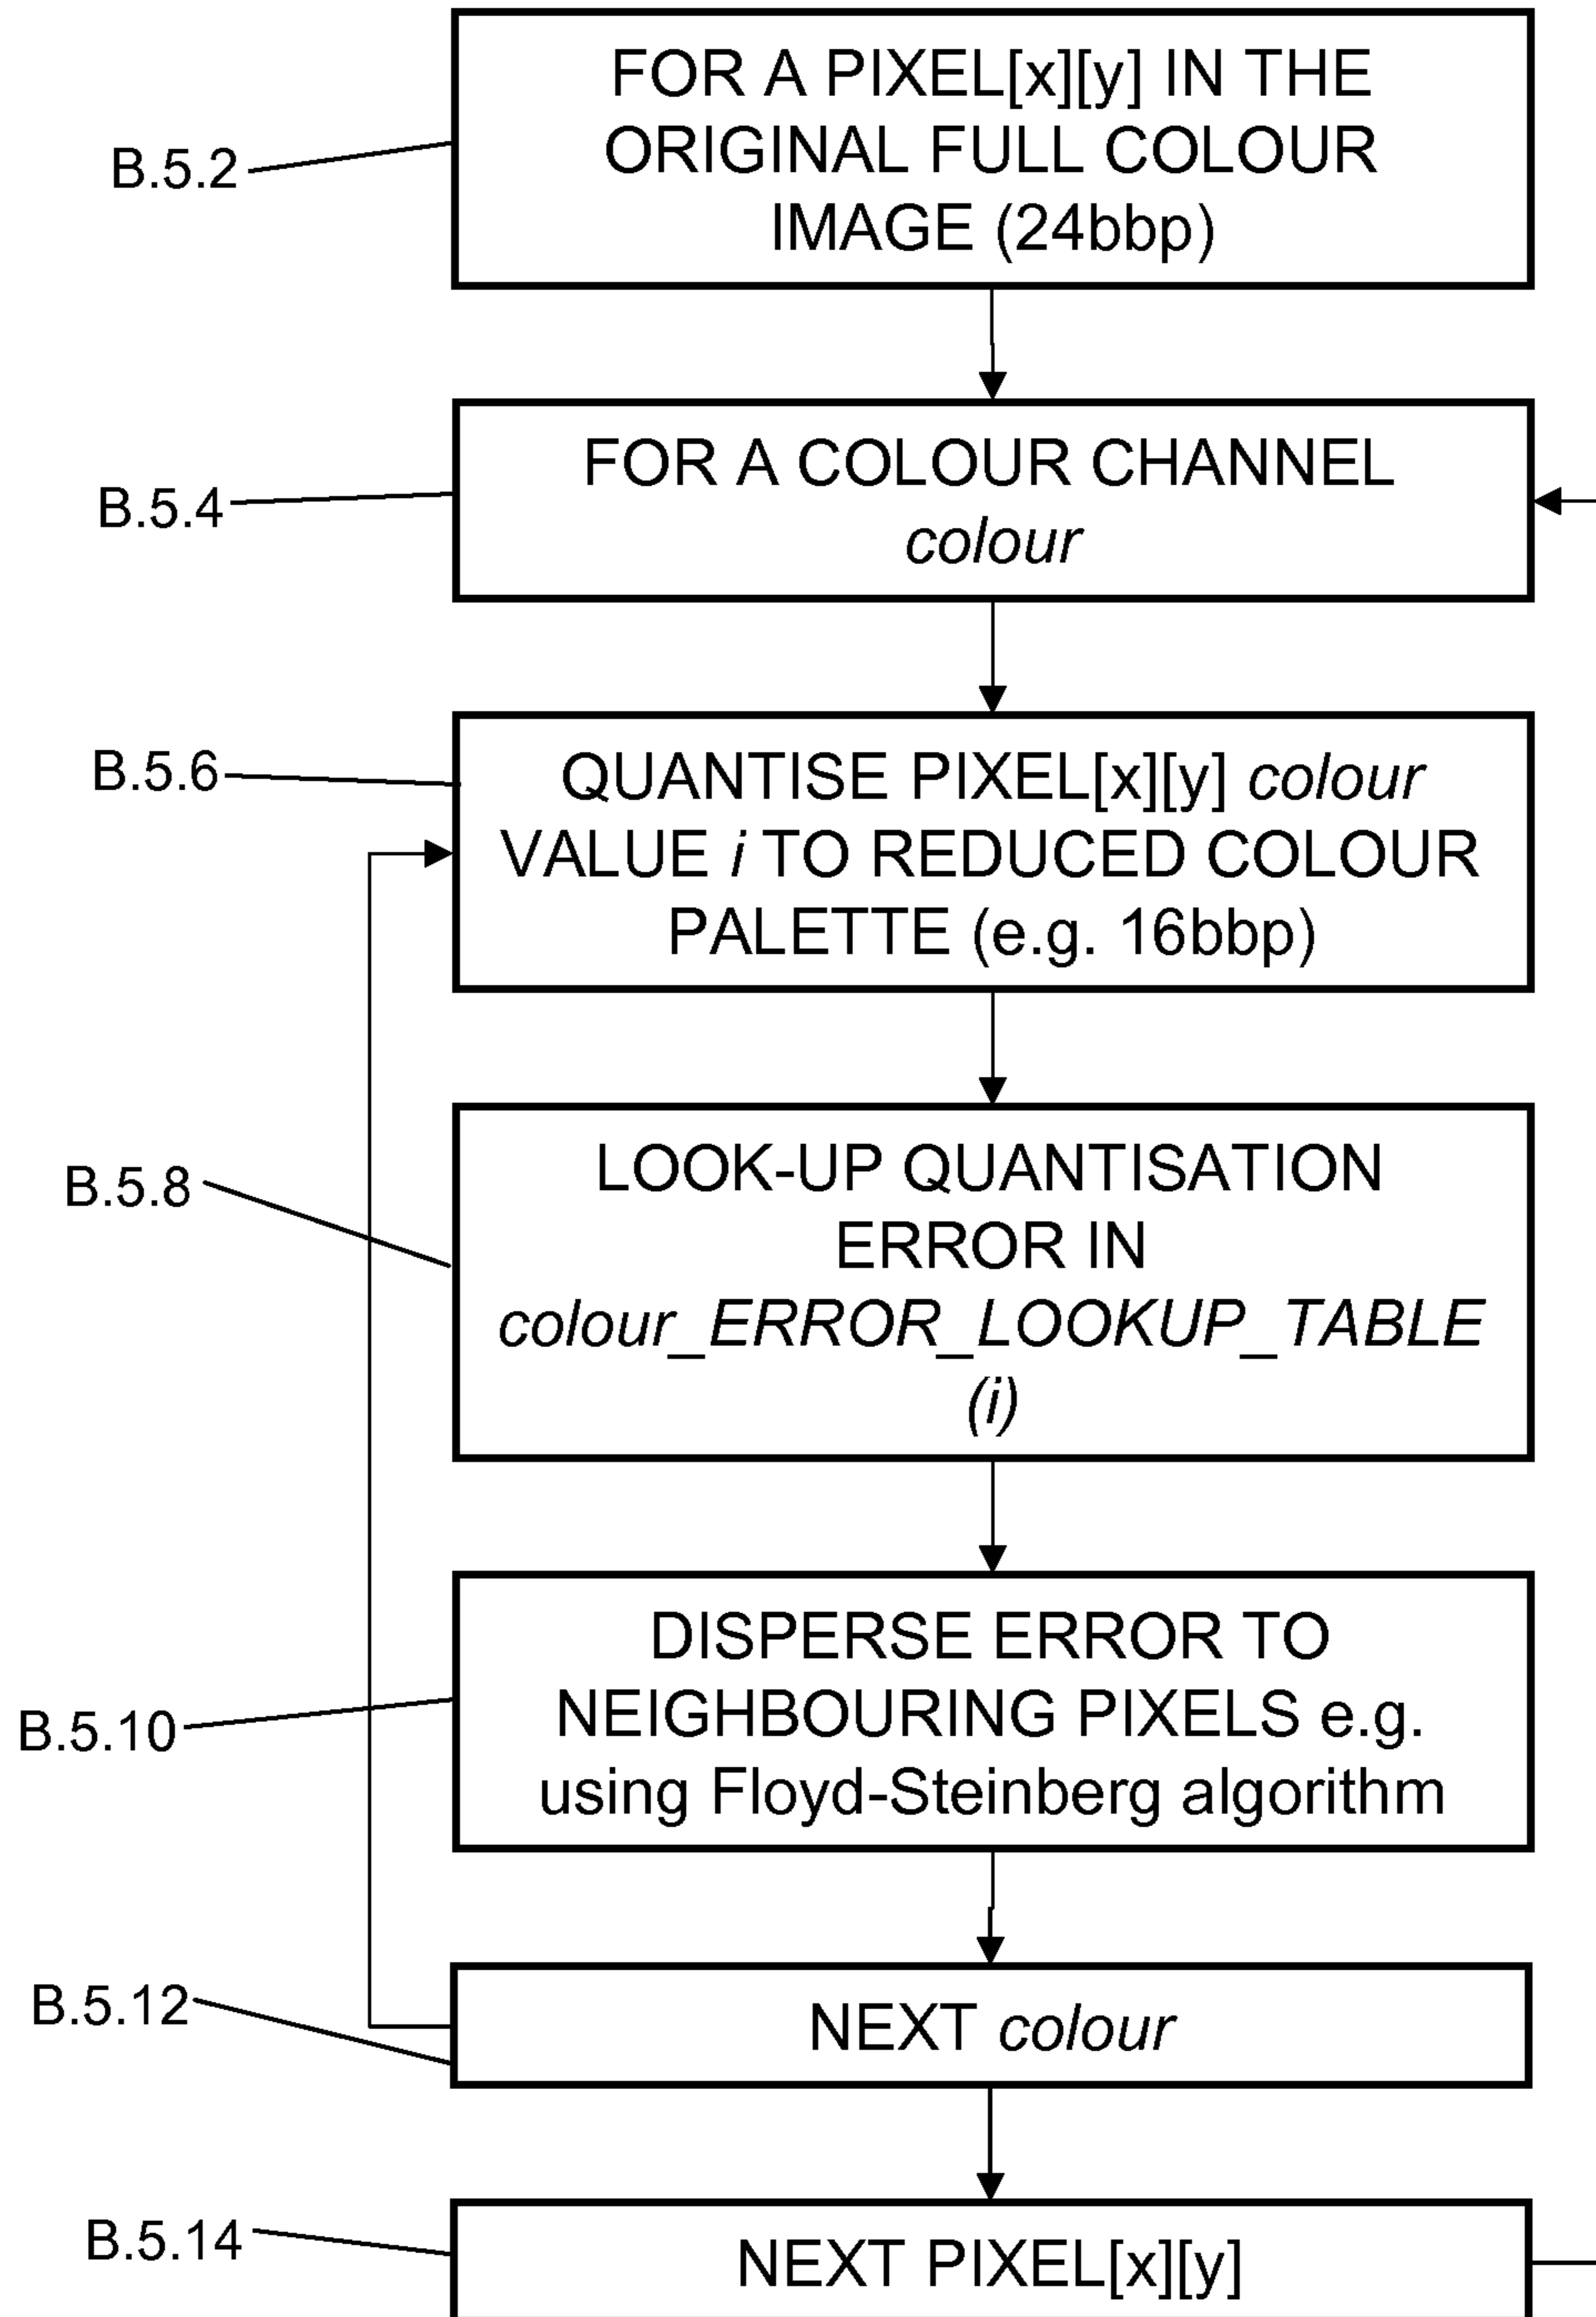 FOR A PIXEL[x][y] IN THE
ORIGINAL FULL COLOUR
IMAGE (24bbp)
B.5.2
FOR A COLOUR CHANNEL
colour
B.5.4
QUANTISE PIXEL[x][y] colour
VALUE i TO REDUCED COLOUR
PALETTE (e.g. 16bbp)
B.5.6
LOOK-UP QUANTISATION
ERROR IN
colour_ERROR_LOOKUP_TABLE
(i)
B.5.8
DISPERSE ERROR TO
NEIGHBOURING PIXELS e.g.
using Floyd-Steinberg algorithm
B.5.10
NEXT colour
B.5.12
NEXT PIXEL[x][y]
B.5.14